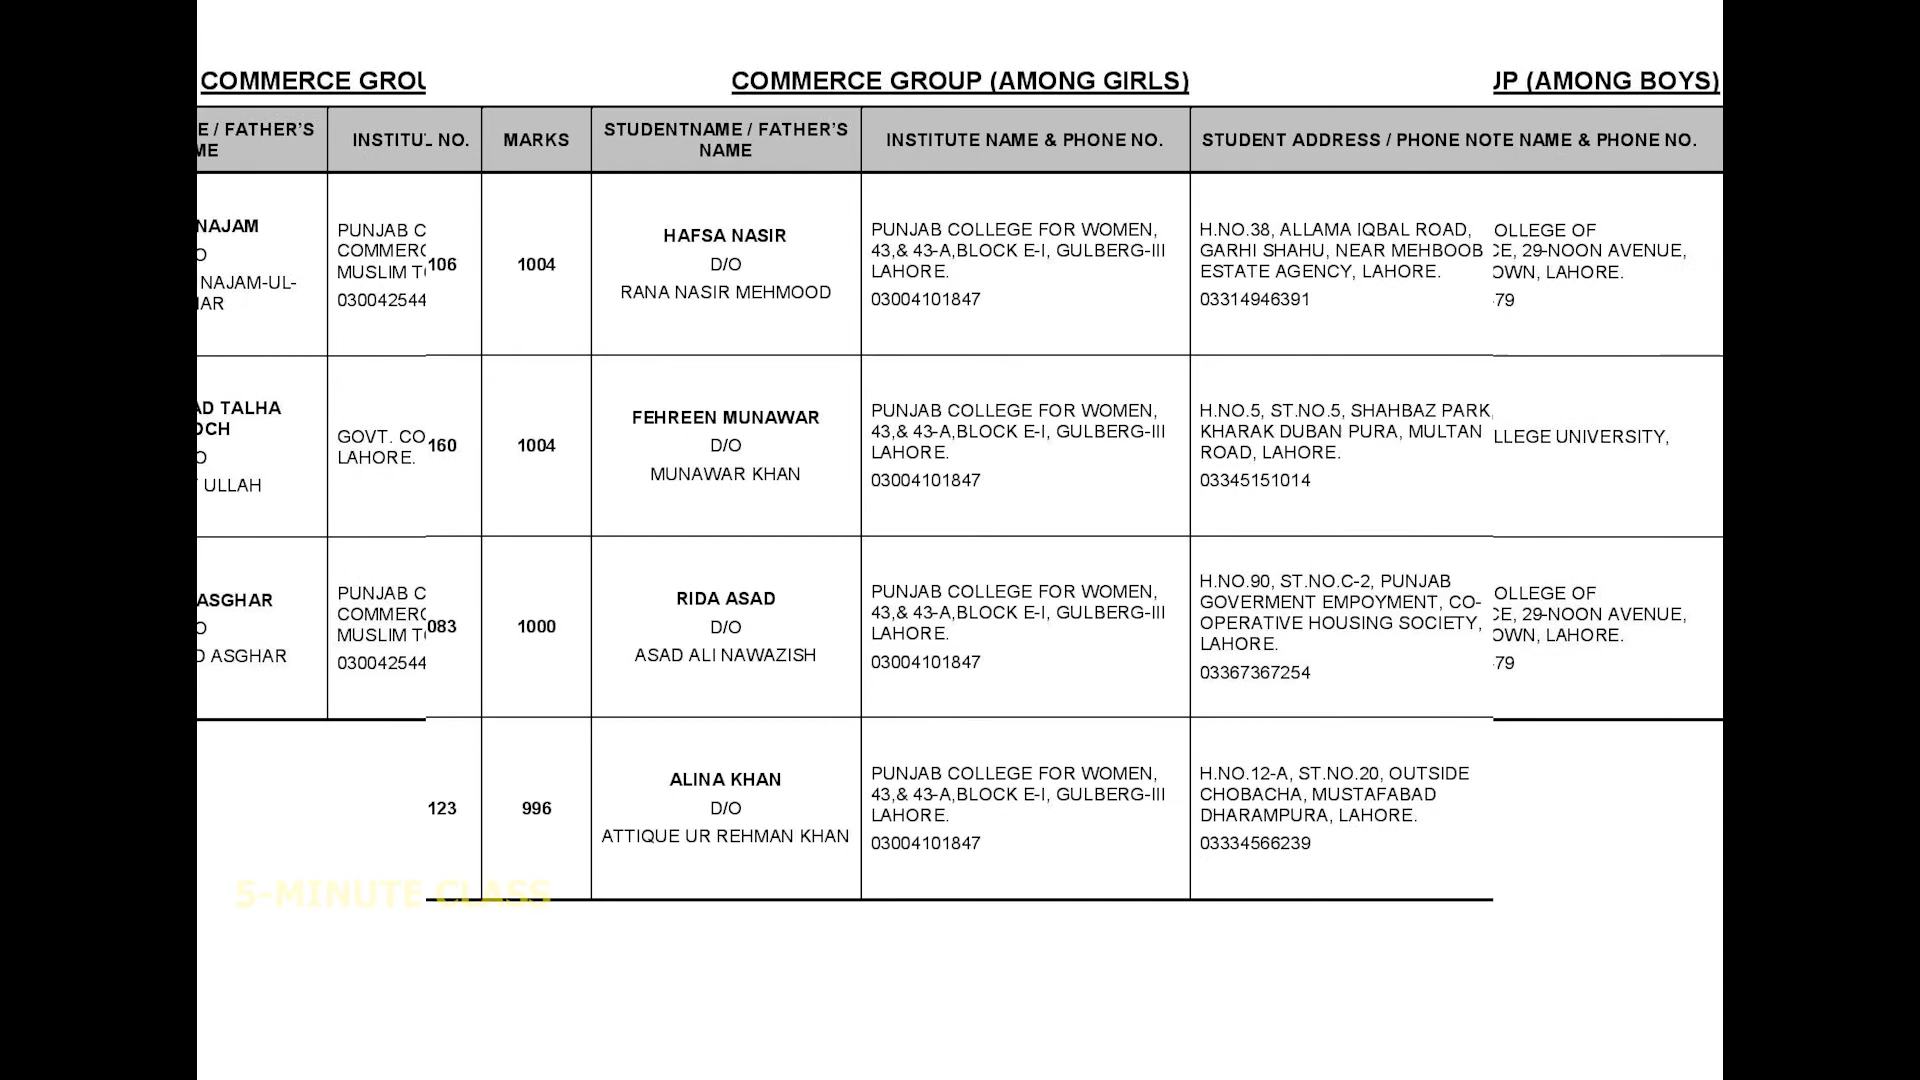 COMMERCE GROU
COMMERCE GROUP (AMONG GIRLS)
UP (AMONG BOYS)
E / FATHER'S
ME
INSTITU
NO.
MARKS
STUDENTNAME / FATHER'S
NAME
INSTITUTE NAME & PHONE NO.
STUDENT ADDRESS / PHONE NO
TE NAME & PHONE NO.
NAJAM
O
NAJAM-UL-
AR
PUNJAB C
COMMERC
MUSLIM T
030042544
106
1004
HAFSA NASIR
D/O
RANA NASIR MEHMOOD
PUNJAB COLLEGE FOR WOMEN,
43,& 43-A,BLOCK E-I, GULBERG-III
LAHORE.
03004101847
H.NO.38, ALLAMA IQBAL ROAD,
GARHI SHAHU, NEAR MEHBOOB
ESTATE AGENCY, LAHORE.
03314946391
OLLEGE OF
CE, 29-NOON AVENUE,
OWN, LAHORE.
79
AD TALHA
OCH
O
ULLAH
GOVT. CO
LAHORE.
160
1004
FEHREEN MUNAWAR
D/O
MUNAWAR KHAN
PUNJAB COLLEGE FOR WOMEN,
43,& 43-A,BLOCK E-I, GULBERG-III
LAHORE.
03004101847
H.NO.5, ST.NO.5, SHAHBAZ PARK,
KHARAK DUBAN PURA, MULTAN
ROAD, LAHORE.
03345151014
LLEGE UNIVERSITY,
ASGHAR
O
D ASGHAR
PUNJAB C
COMMERC
MUSLIM T
030042544
083
1000
RIDA ASAD
D/O
ASAD ALI NAWAZISH
PUNJAB COLLEGE FOR WOMEN,
43,& 43-A,BLOCK E-I, GULBERG-III
LAHORE.
03004101847
H.NO.90, ST.NO.C-2, PUNJAB
GOVERMENT EMPOYMENT, CO-
OPERATIVE HOUSING SOCIETY,
LAHORE.
03367367254
OLLEGE OF
CE, 29-NOON AVENUE,
OWN, LAHORE.
79
123
996
ALINA KHAN
D/O
ATTIQUE UR REHMAN KHAN
PUNJAB COLLEGE FOR WOMEN,
43,& 43-A,BLOCK E-I, GULBERG-III
LAHORE.
03004101847
H.NO.12-A, ST.NO.20, OUTSIDE
CHOBACHA, MUSTAFABAD
DHARAMPURA, LAHORE.
03334566239
5-MINUTE CLASS